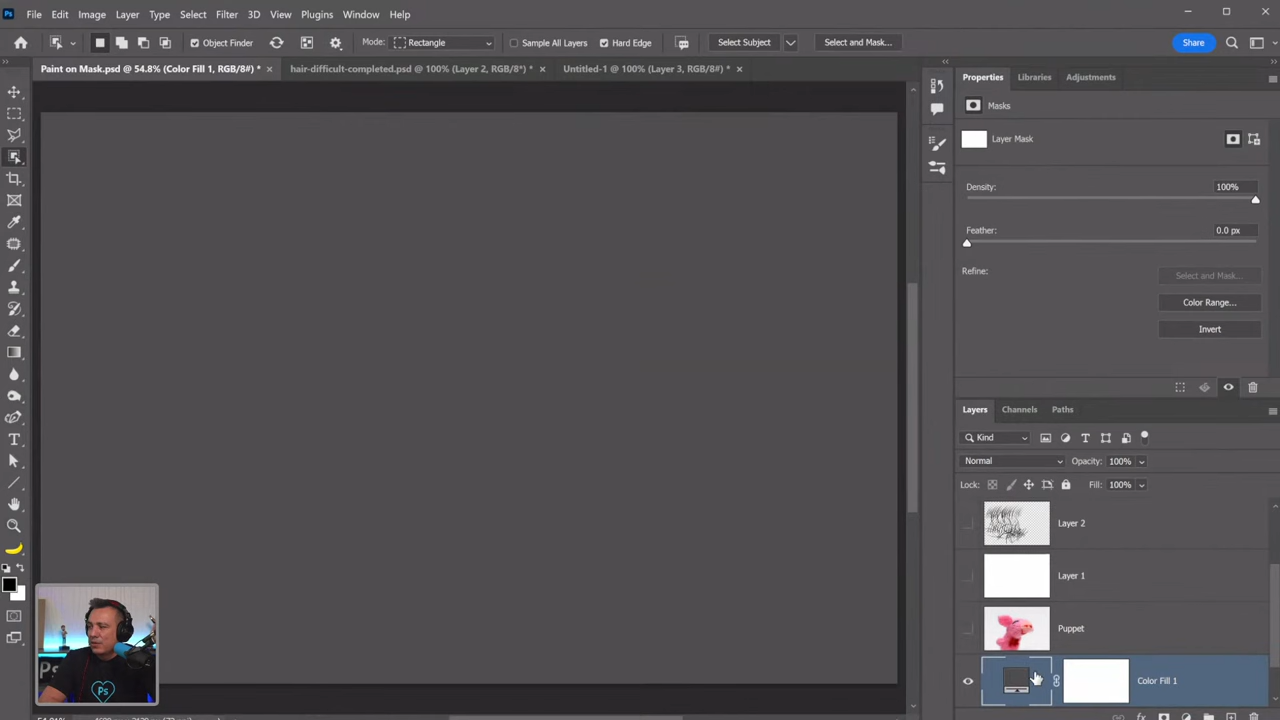 Ps File Edit Image Layer Type Select Filter 3D View Plugins Window Help
Object Finder Mode: Rectangle Sample All Layers Hard Edge Select Subject Select and Mask... Share
Paint on Mask.psd @ 54.8% (Color Fill 1, RGB/8#) * hair-difficult-completed.psd @ 100% (Layer 2, RGB/8*) * Untitled-1 @ 100% (Layer 3, RGB/8#) *
Properties Libraries Adjustments
Masks
Layer Mask
Density: 100%
Feather: 0.0 px
Refine: Select and Mask...
Color Range...
Invert
Layers Channels Paths
Kind
Normal Opacity: 100%
Lock: Fill: 100%
Layer 2
Layer 1
Puppet
Color Fill 1
Ps